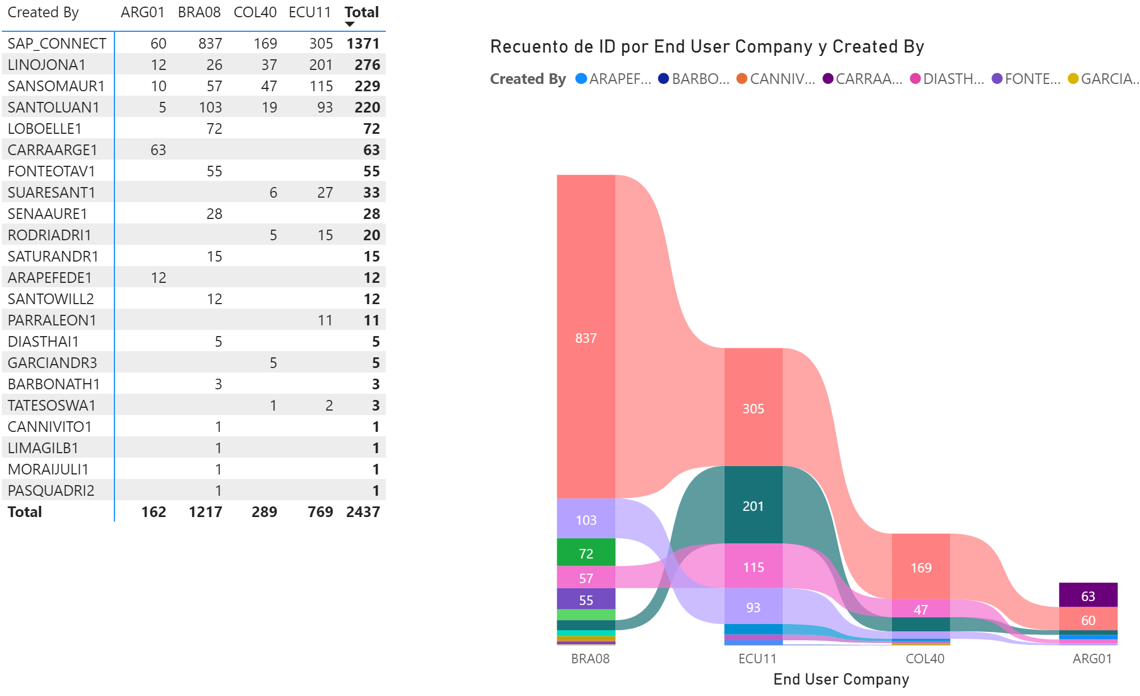 Created By ARG01 BRA08 COL40 ECU11 Total
SAP_CONNECT 60 837 169 305 1371
LINOJONA1 12 26 37 201 276
SANSOMAUR1 10 57 47 115 229
SANTOLUAN1 5 103 19 93 220
LOBOELLE1 72 72
CARRAARGE1 63 63
FONTEOTAV1 55 55
SUARESANT1 6 27 33
SENAAURE1 28 28
RODRIADRI1 5 15 20
SATURANDR1 15 15
ARAPEFEDE1 12 12
SANTOWILL2 12 12
PARRALEON1 11 11
DIASTHAI1 5 5
GARCIANDR3 5 5
BARBONATH1 3 3
TATESOSWA1 1 2 3
CANNIVITO1 1 1
LIMAGILB1 1 1
MORAIJULI1 1 1
PASQUADRI2 1 1
Total 162 1217 289 769 2437
Recuento de ID por End User Company y Created By
Created By ARAPEF... BARBO... CANNIV... CARRAA... DIASTH... FONTE... GARCIA...
837
103
72
57
55
305
201
115
93
169
47
63
60
BRA08 ECU11 COL40 ARG01
End User Company